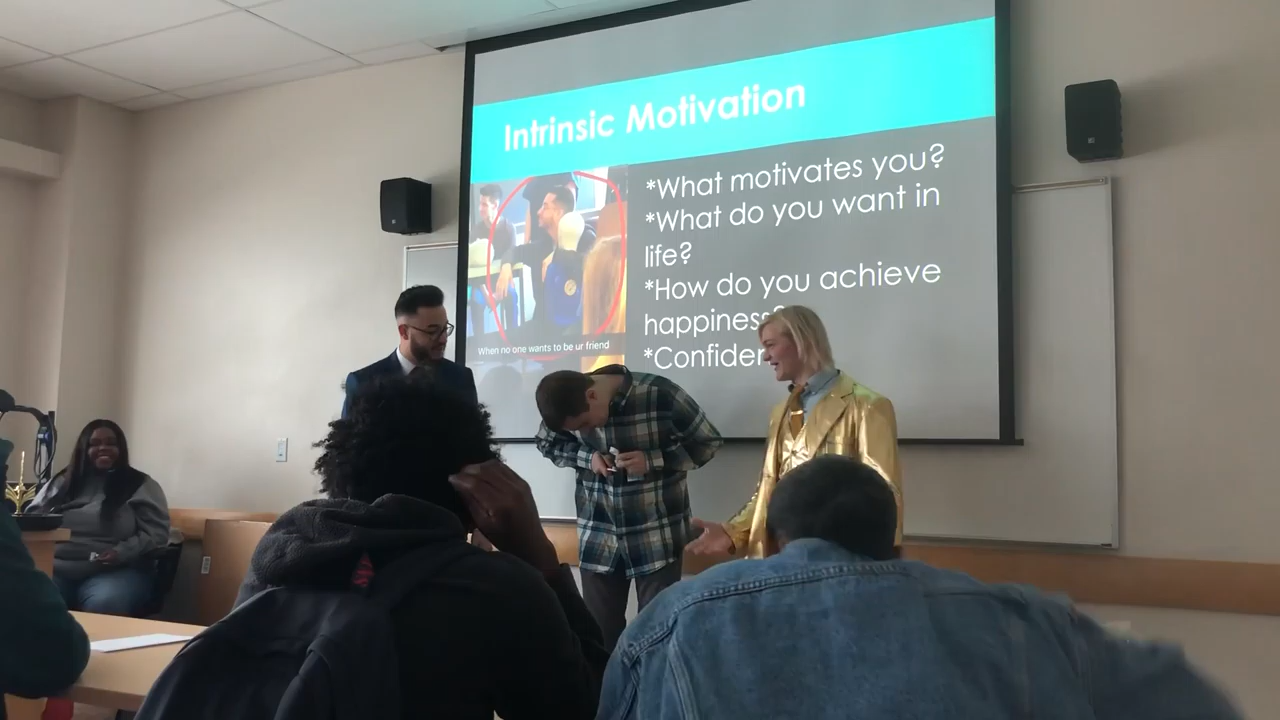 Intrinsic Motivation
*What motivates you?
*What do you want in
life?
*How do you achieve
happiness?
When no one wants to be ur friend